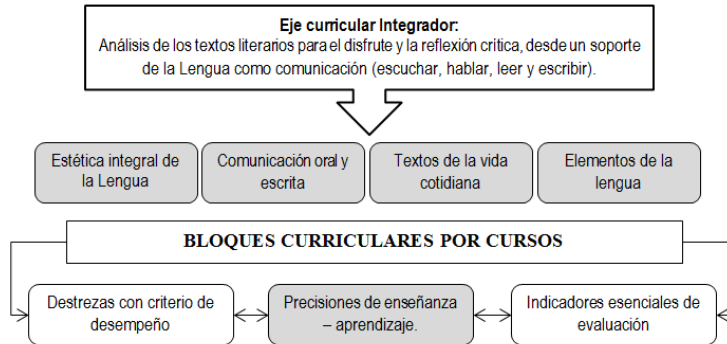 Eje curricular Integrador:
Análisis de los textos literarios para el disfrute y la reflexión critica, desde un soporte
de la Lengua como comunicación (escuchar, hablar, leer y escribir).
Estética integral de
la Lengua
Comunicación oral y
escrita
Textos de la vida
cotidiana
Elementos de la
lengua
BLOQUES CURRICULARES POR CURSOS
Destrezas con criterio de
desempeño
Precisiones de enseñanza
– aprendizaje.
Indicadores esenciales de
evaluación